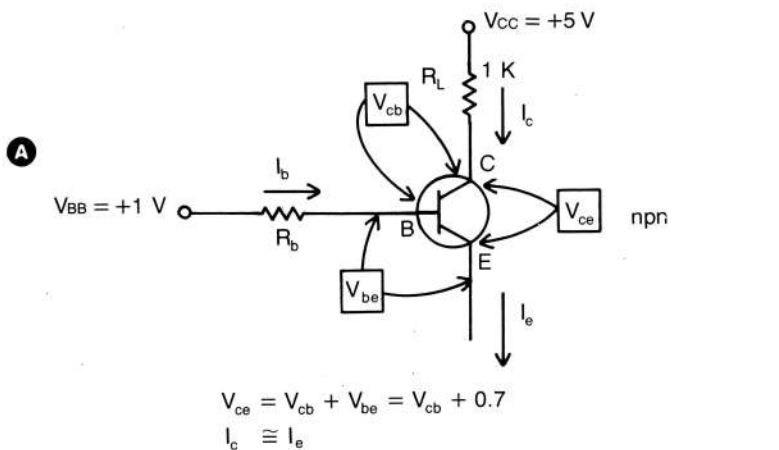 VCC = +5 V
RL 1 K
Vcb
Ic
A
C
Ib
VBB = +1 V
Vce
npn
B
Rb
E
Vbe
Ie
Vce = Vcb + Vbe = Vcb + 0.7
Ic ≅ Ie